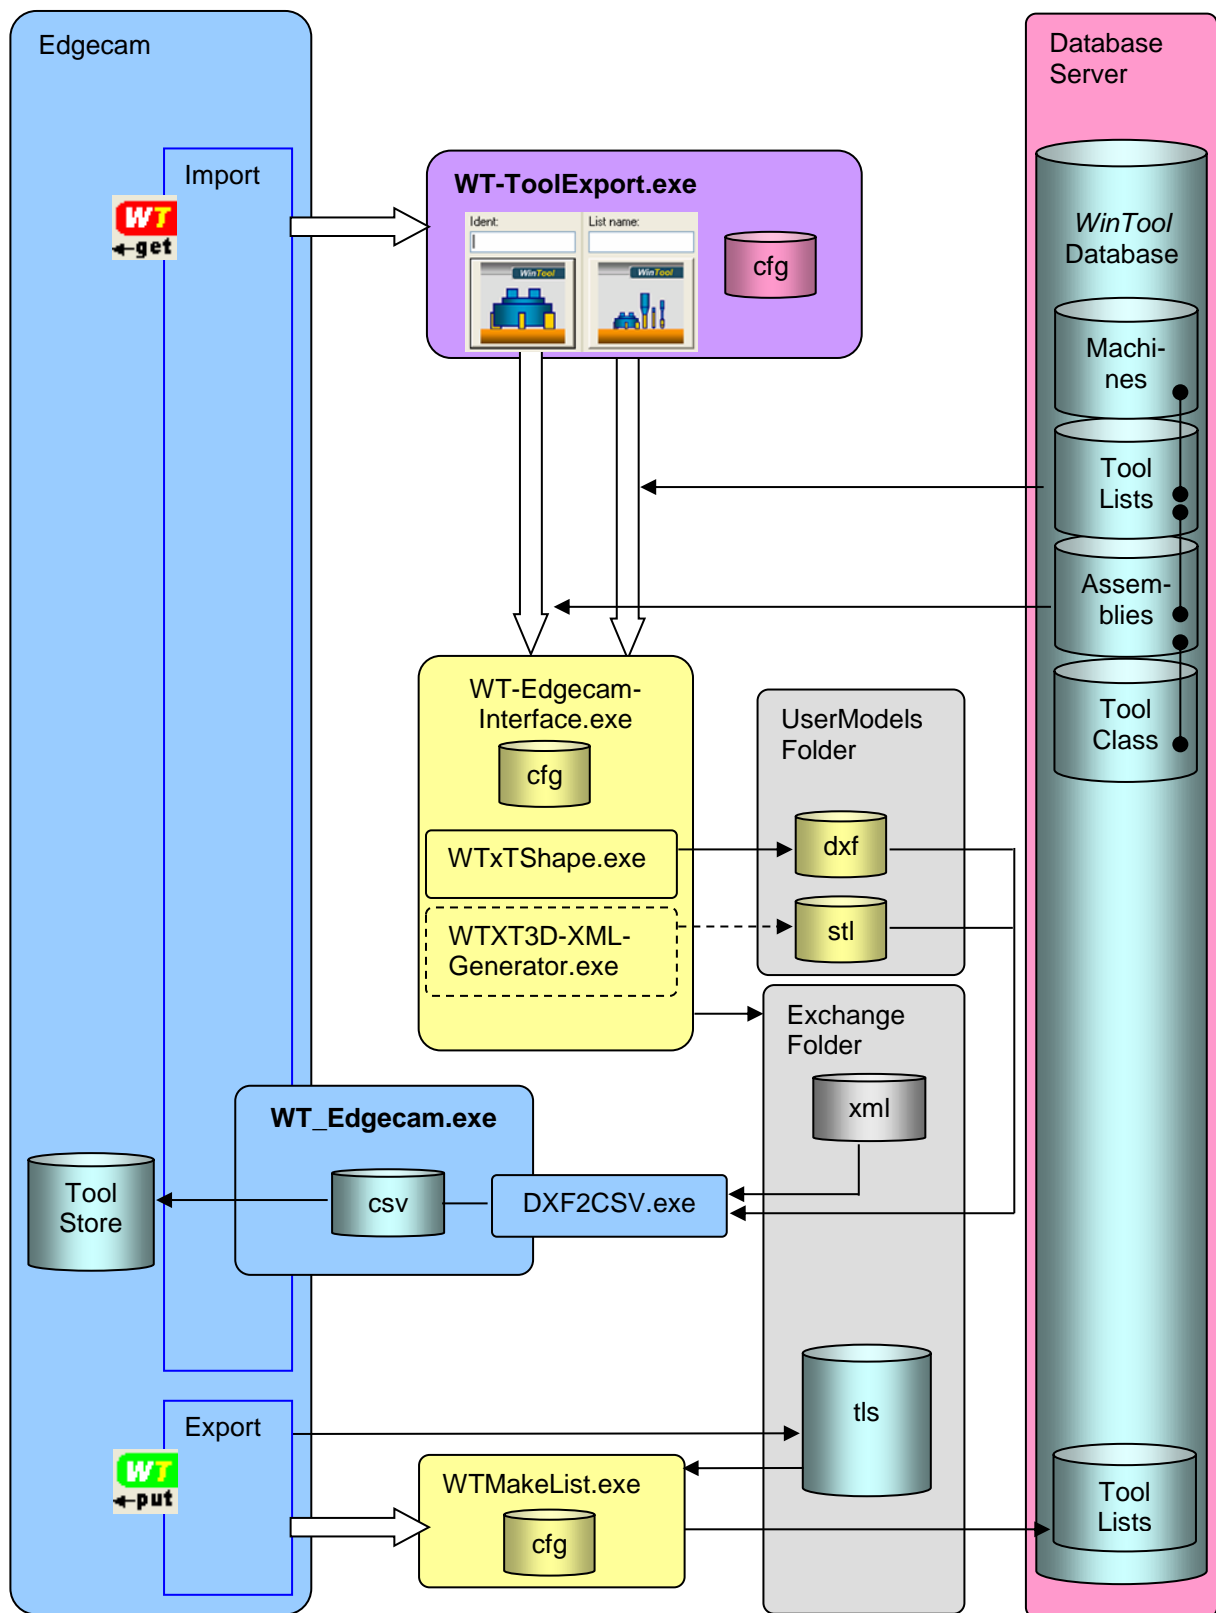 Edgecam
Database
Server
Import
WT
get
WT-ToolExport.exe
Ident:
List name:
WinTool
WinTool
cfg
WinTool
Database
Machi-
nes
Tool
Lists
Assem-
blies
Tool
Class
WT-Edgecam-
Interface.exe
cfg
WTxTShape.exe
WTXT3D-XML-
Generator.exe
UserModels
Folder
dxf
stl
Exchange
Folder
xml
WT_Edgecam.exe
Tool
Store
csv
DXF2CSV.exe
tls
Export
WT
put
WTMakeList.exe
cfg
Tool
Lists